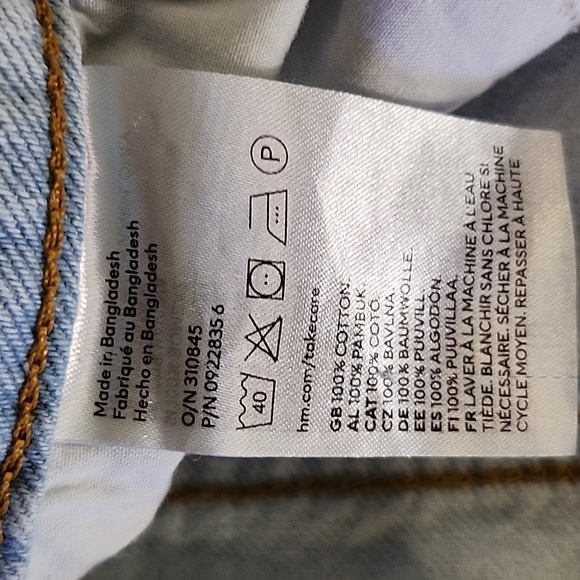 Made in Bangladesh
Fabriqué au Bangladesh
Hecho en Bangladesh
O/N 310845
P/N 09228356
40
P
hm.com/takecare
GB 100% COTTON.
AL 100% PAMBUK.
CAT 100% COTÓ.
CZ 100% BAVLNA.
DE 100% BAUMWOLLE.
EE 100% PUUVILL.
ES 100% ALGODON.
FI 100% PUUVILLAA.
FR LAVER À LA MACHINE À L'EAU
TIÈDE. BLANCHIR SANS CHLORE SI
NÉCESSAIRE. SÉCHER À LA MACHINE
CYCLE MOYEN. REPASSER À HAUTE